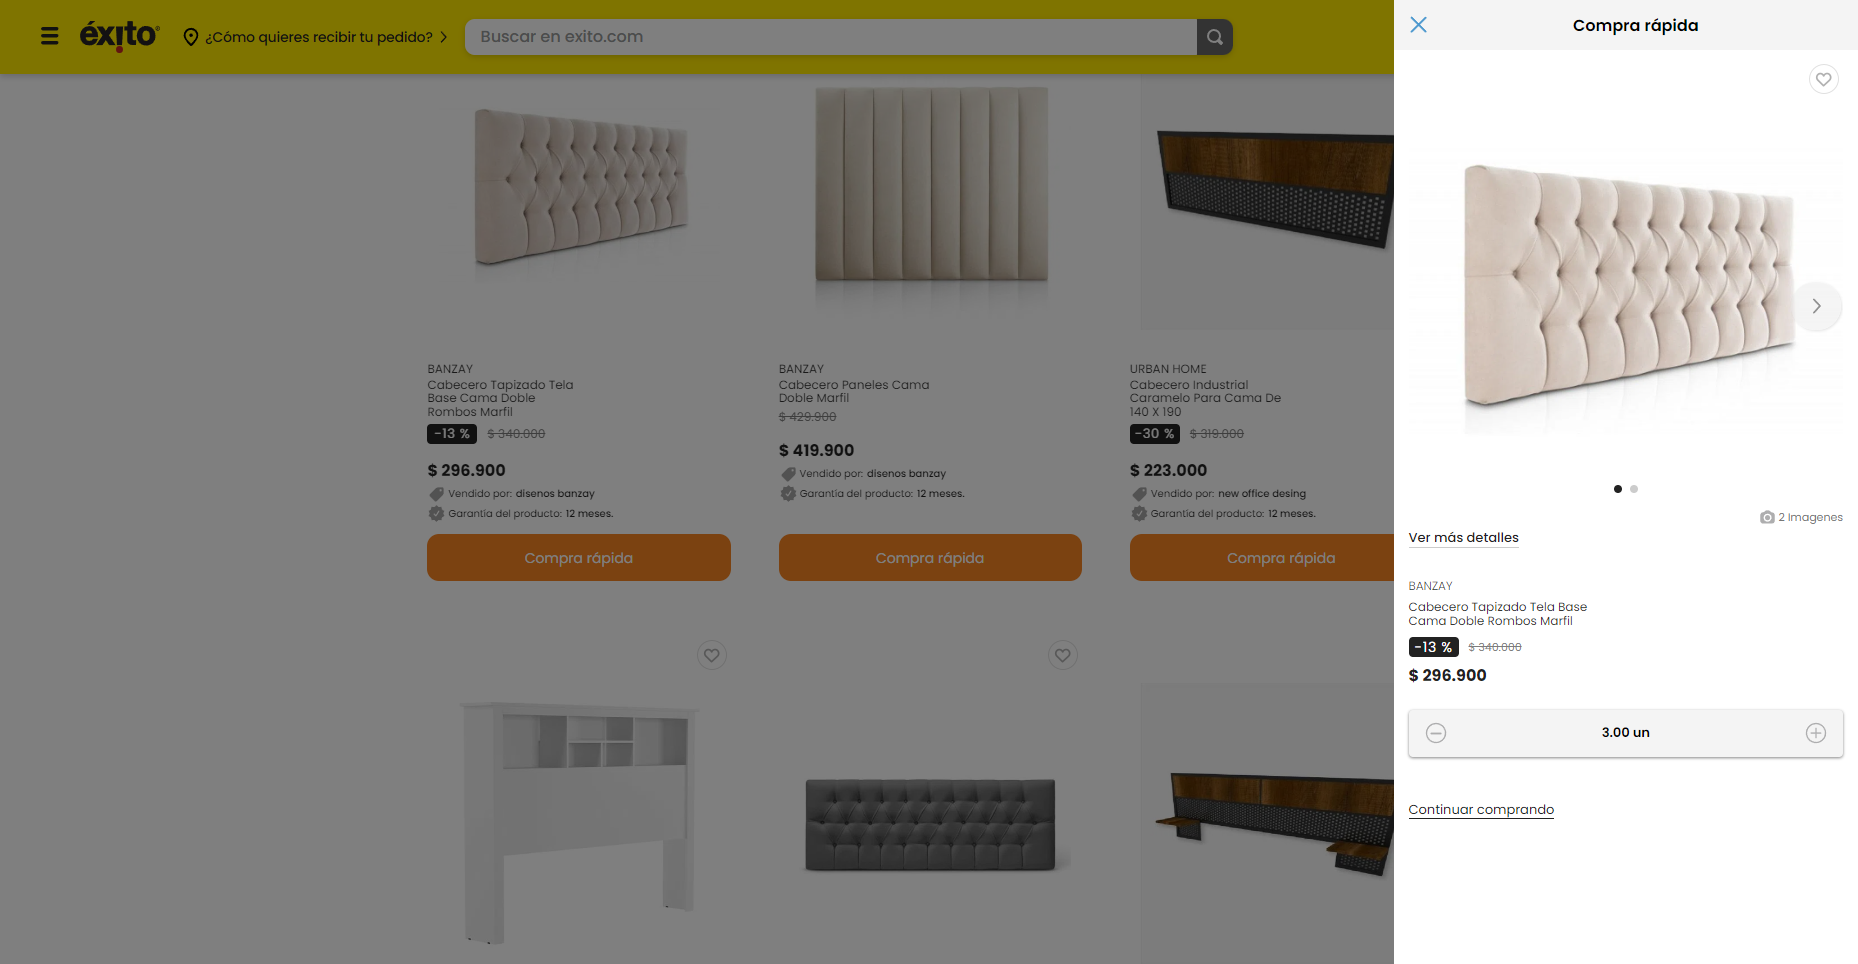 éxito
¿Cómo quieres recibir tu pedido?
Buscar en exito.com
BANZAY
Cabecero Tapizado Tela
Base Cama Doble
Rombos Marfil
-13 % $ 340.000
$ 296.900
Vendido por: disenos banzay
Garantía del producto: 12 meses.
Compra rápida
BANZAY
Cabecero Paneles Cama
Doble Marfil
$ 429.900
$ 419.900
Vendido por: disenos banzay
Garantía del producto: 12 meses.
Compra rápida
URBAN HOME
Cabecero Industrial
Caramelo Para Cama De
140 X 190
-30 % $ 319.000
$ 223.000
Vendido por: new office desing
Garantía del producto: 12 meses.
Compra rápida
Compra rápida
2 Imagenes
Ver más detalles
BANZAY
Cabecero Tapizado Tela Base
Cama Doble Rombos Marfil
-13 % $ 340.000
$ 296.900
3.00 un
Continuar comprando